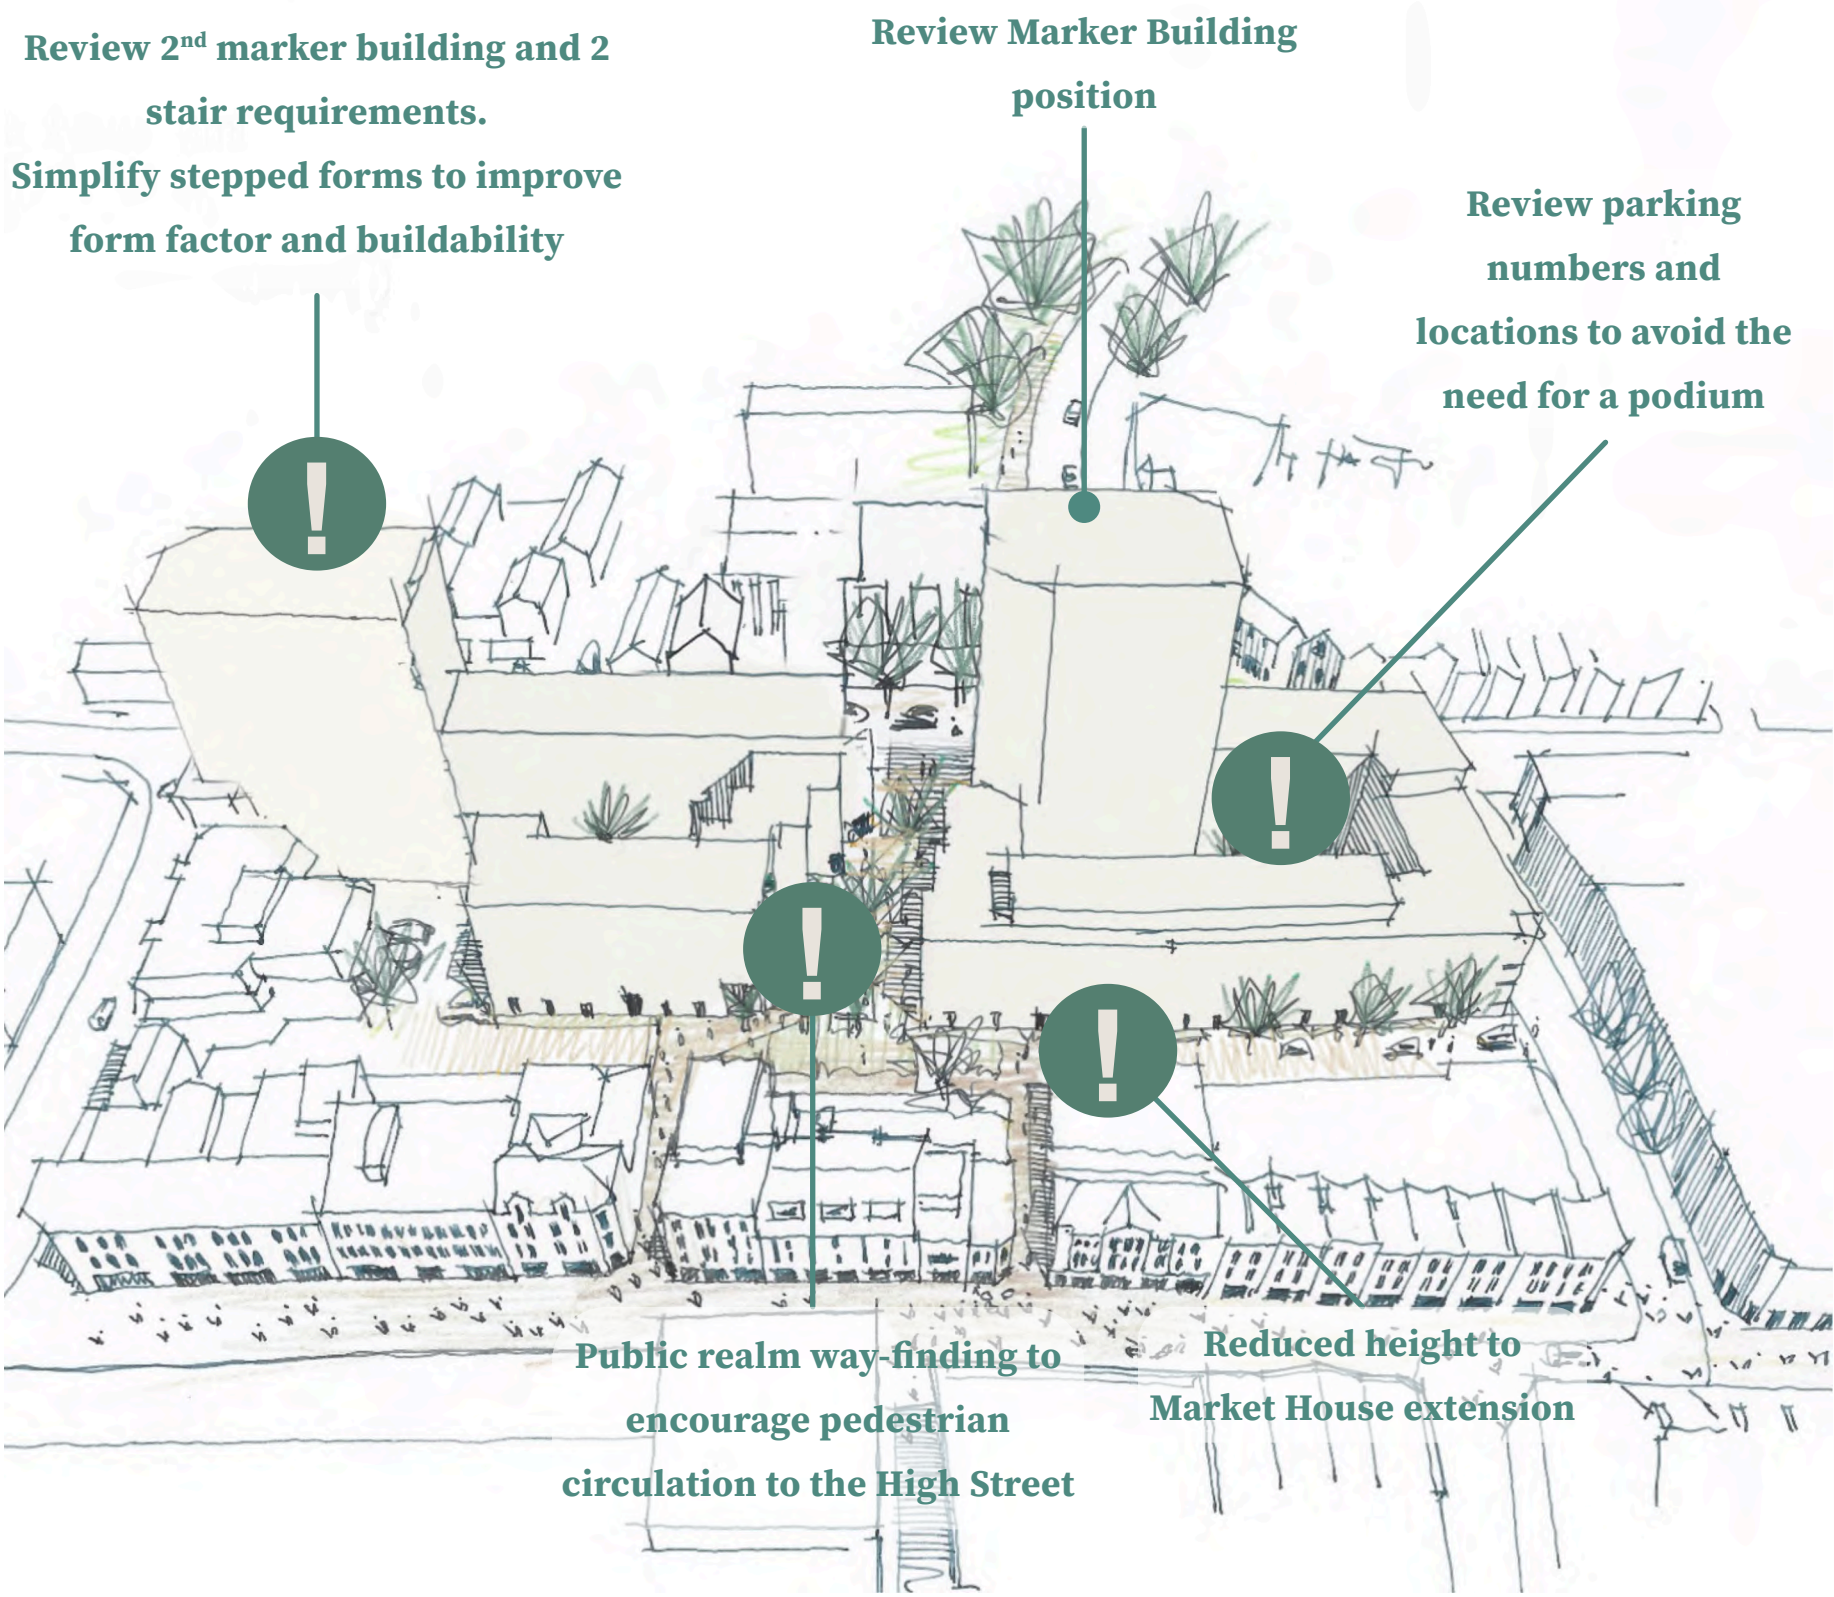 Review 2nd marker building and 2
stair requirements.
Simplify stepped forms to improve
form factor and buildability
Review Marker Building
position
Review parking
numbers and
locations to avoid the
need for a podium
!
!
!
!
Public realm way-finding to
encourage pedestrian
circulation to the High Street
Reduced height to
Market House extension